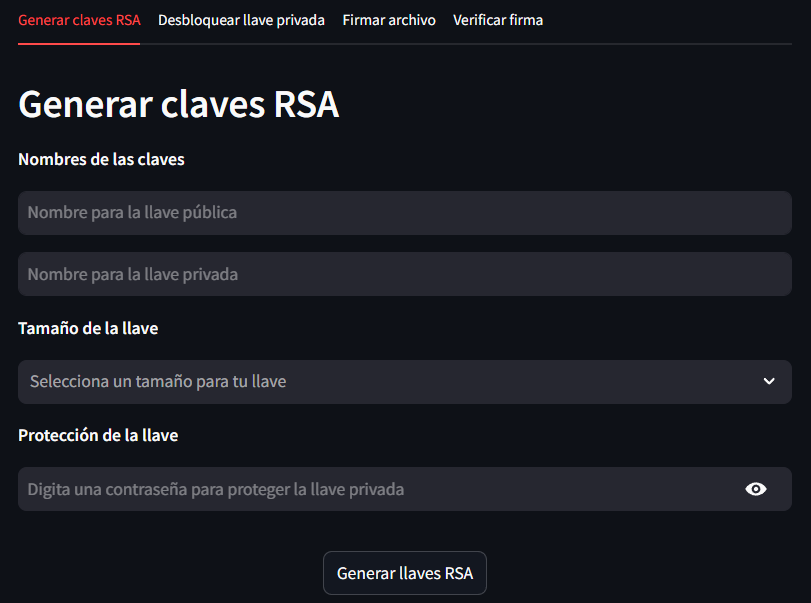 Generar claves RSA Desbloquear llave privada Firmar archivo Verificar firma
Generar claves RSA
Nombres de las claves
Nombre para la llave pública
Nombre para la llave privada
Tamaño de la llave
Selecciona un tamaño para tu llave
Protección de la llave
Digita una contraseña para proteger la llave privada
Generar llaves RSA